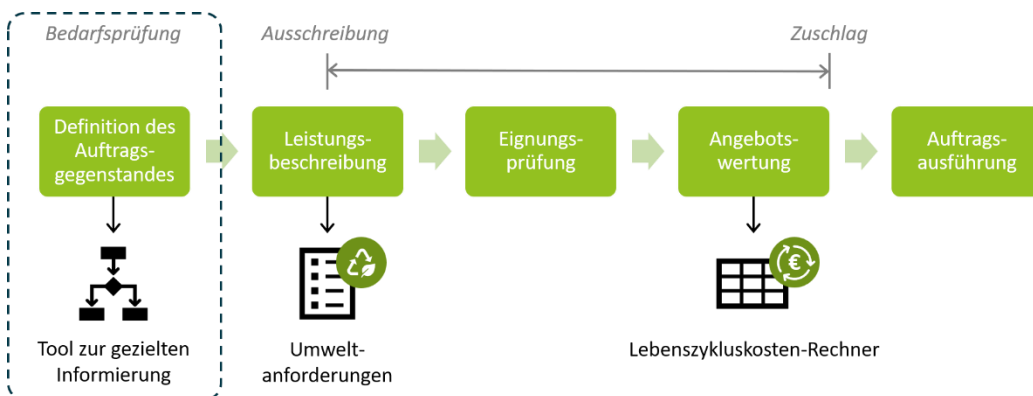 Bedarfsprüfung
Ausschreibung
Zuschlag
Definition des
Auftrags-
gegenstandes
Leistungs-
beschreibung
Eignungs-
prüfung
Angebots-
wertung
Auftrags-
ausführung
€
Tool zur gezielten
Informierung
Umwelt-
anforderungen
Lebenszykluskosten-Rechner